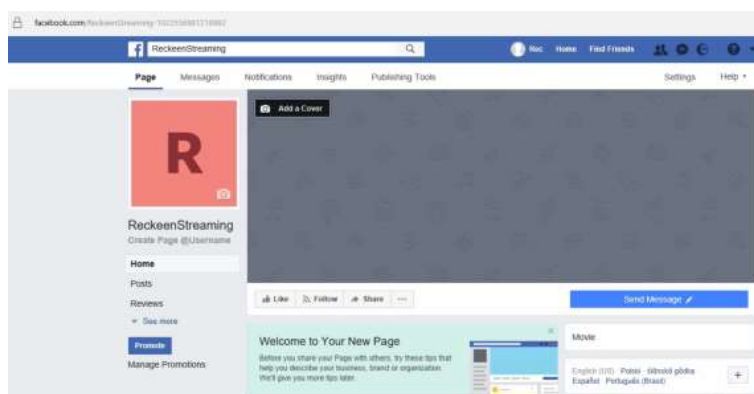 facebook.com/ReckeenStreaming-
ReckeenStreaming
Rec Home Find Friends
Page Messages Notifications Insights Publishing Tools Settings Help
Add a Cover
R
ReckeenStreaming
Create Page @Username
Home
Posts
Reviews
See more
Promote
Manage Promotions
Like Follow Share ...
Send Message
Welcome to Your New Page
Before you share your Page with others, try these tips that
help you describe your business, brand or organization.
We'll give you more tips later.
Movie
English (US) · Polski · ·
Español · Português (Brasil)